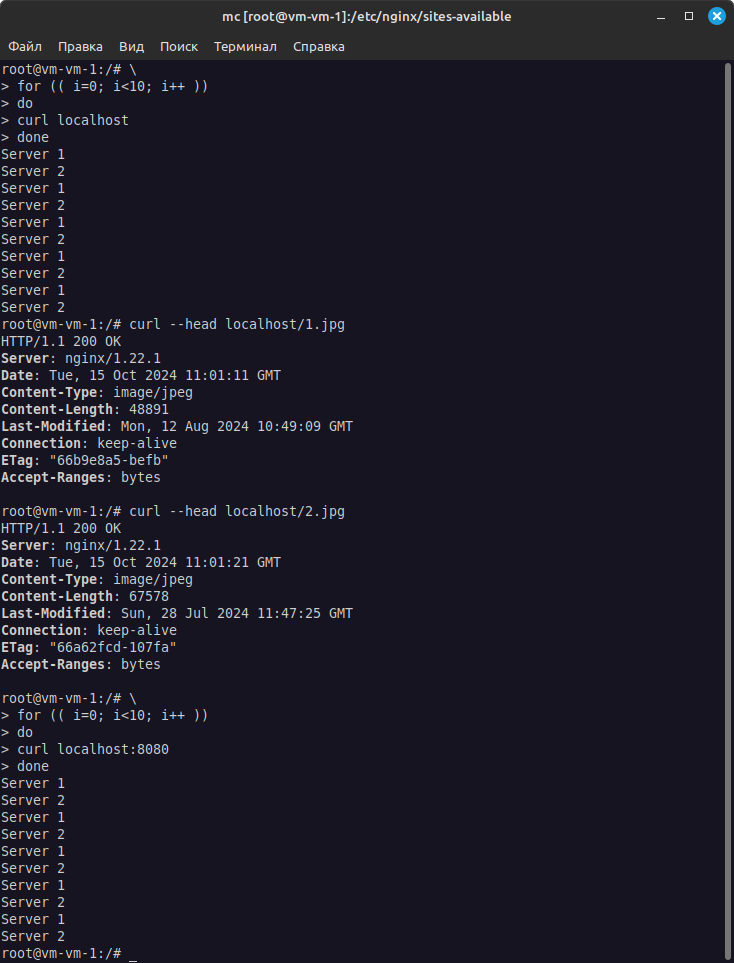 mc [root@vm-vm-1]:/etc/nginx/sites-available
Файл Правка Вид Поиск Терминал Справка
root@vm-vm-1:/# \
> for (( i=0; i<10; i++ ))
> do
> curl localhost
> done
Server 1
Server 2
Server 1
Server 2
Server 1
Server 2
Server 1
Server 2
Server 1
Server 2
root@vm-vm-1:/# curl --head localhost/1.jpg
HTTP/1.1 200 OK
Server: nginx/1.22.1
Date: Tue, 15 Oct 2024 11:01:11 GMT
Content-Type: image/jpeg
Content-Length: 48891
Last-Modified: Mon, 12 Aug 2024 10:49:09 GMT
Connection: keep-alive
ETag: "66b9e8a5-befb"
Accept-Ranges: bytes

root@vm-vm-1:/# curl --head localhost/2.jpg
HTTP/1.1 200 OK
Server: nginx/1.22.1
Date: Tue, 15 Oct 2024 11:01:21 GMT
Content-Type: image/jpeg
Content-Length: 67578
Last-Modified: Sun, 28 Jul 2024 11:47:25 GMT
Connection: keep-alive
ETag: "66a62fcd-107fa"
Accept-Ranges: bytes

root@vm-vm-1:/# \
> for (( i=0; i<10; i++ ))
> do
> curl localhost:8080
> done
Server 1
Server 2
Server 1
Server 2
Server 1
Server 2
Server 1
Server 2
Server 1
Server 2
root@vm-vm-1:/# _